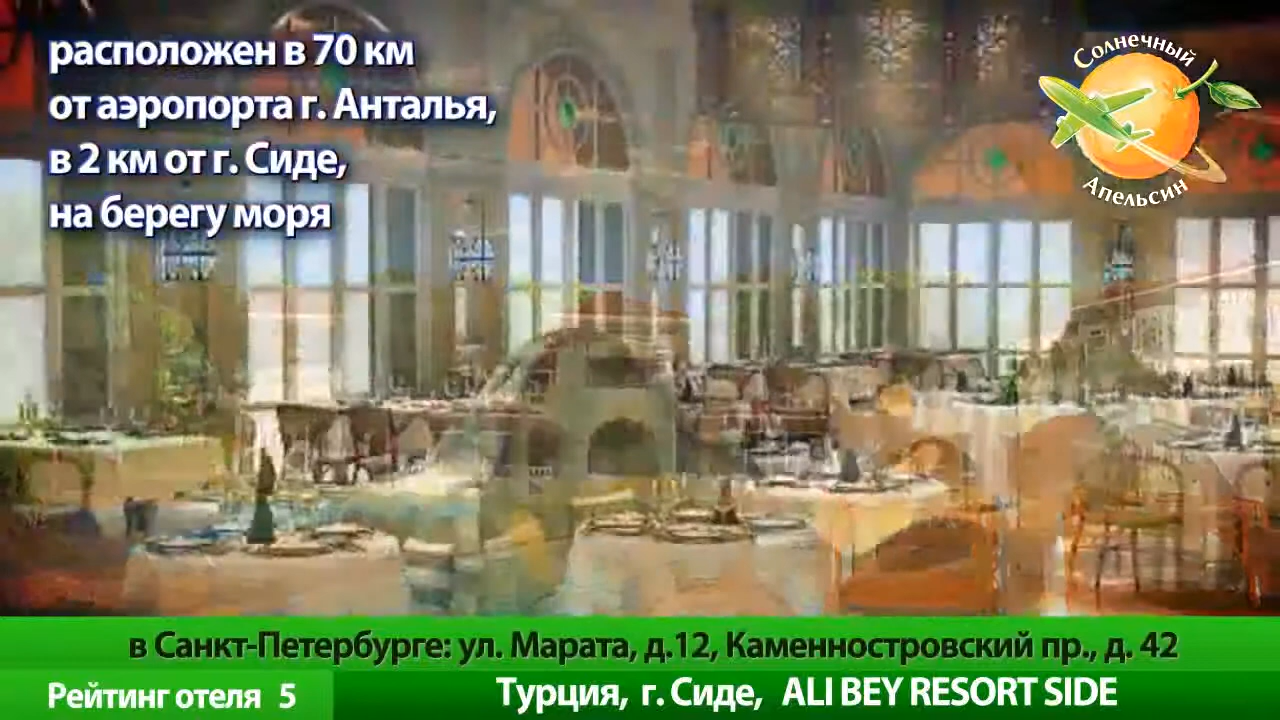 расположен в 70 км
от аэропорта г. Анталья,
в 2 км от г. Сиде,
на берегу моря
Солнечный
Апельсин
в Санкт-Петербурге: ул. Марата, д.12, Каменностровский пр., д. 42
Рейтинг отеля 5
Турция, г. Сиде, ALI BEY RESORT SIDE